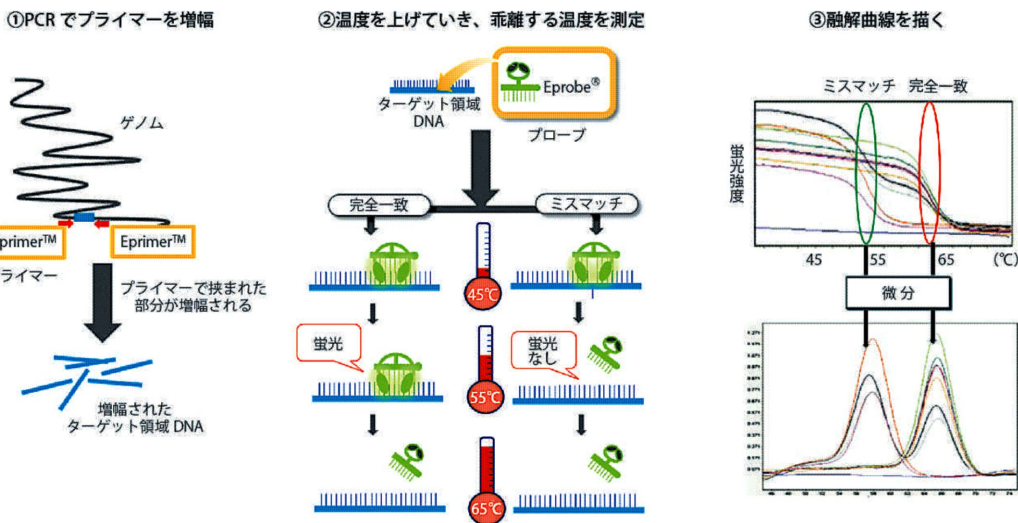 ①PCR でプライマーを増幅
ゲノム
primer™
Eprimer™
ライマー
プライマーで挟まれた
部分が増幅される
増幅された
ターゲット領域 DNA
②温度を上げていき、乖離する温度を測定
Eprobe®
ターゲット領域
DNA
プローブ
完全一致
ミスマッチ
45℃
蛍光
蛍光
なし
55℃
65℃
③融解曲線を描く
ミスマッチ
完全一致
蛍光強度
45
55
65
(℃)
微分